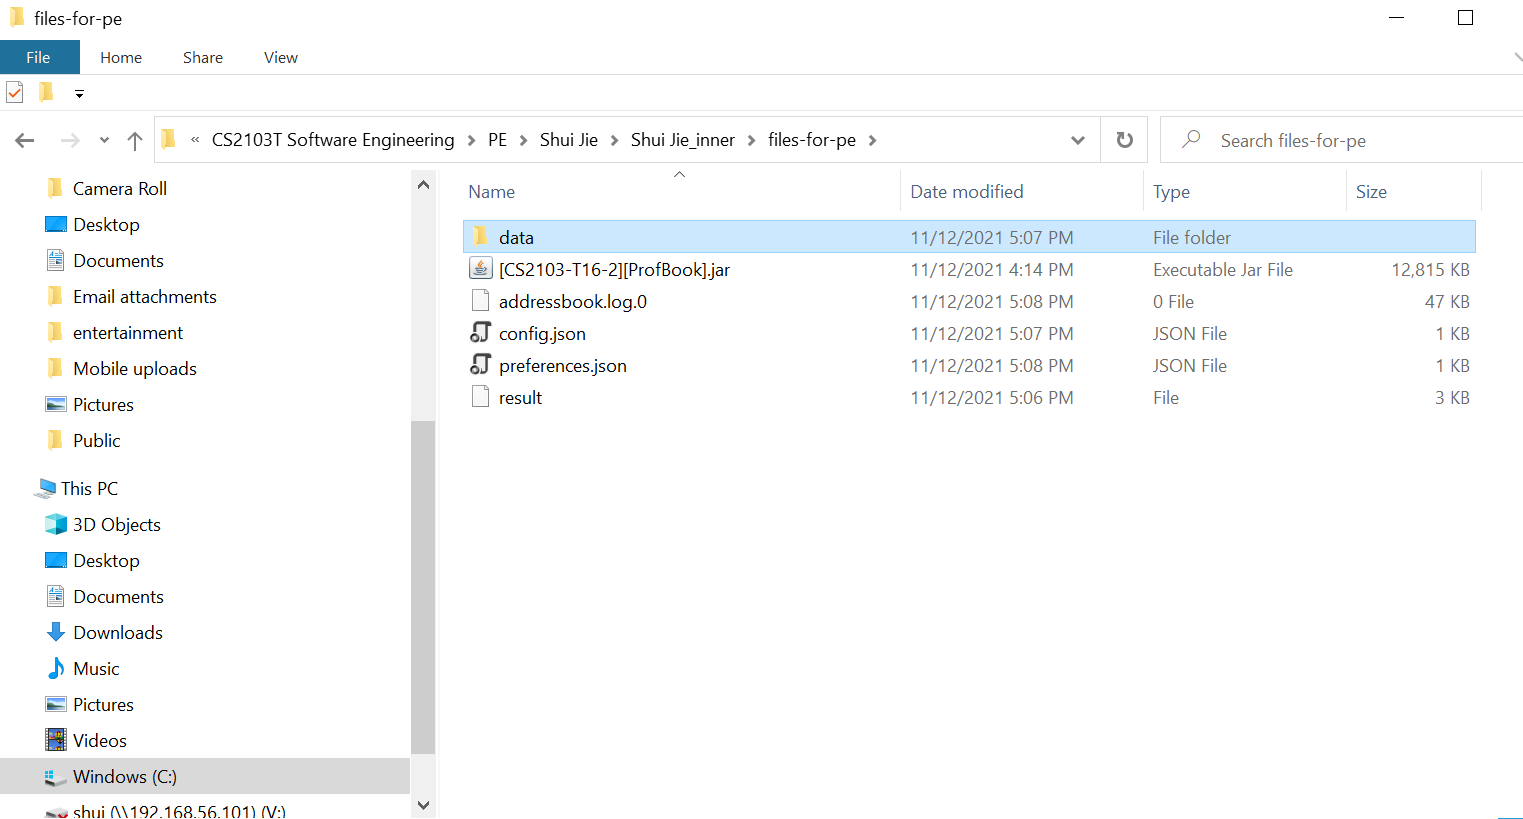 files-for-pe
File Home Share View
« CS2103T Software Engineering > PE > Shui Jie > Shui Jie_inner > files-for-pe >
Search files-for-pe
Camera Roll
Desktop
Documents
Email attachments
entertainment
Mobile uploads
Pictures
Public
This PC
3D Objects
Desktop
Documents
Downloads
Music
Pictures
Videos
Windows (C:)
shui (\\192.168.56.101) (V:)
Name Date modified Type Size
data 11/12/2021 5:07 PM File folder
[CS2103-T16-2][ProfBook].jar 11/12/2021 4:14 PM Executable Jar File 12,815 KB
addressbook.log.0 11/12/2021 5:08 PM 0 File 47 KB
config.json 11/12/2021 5:07 PM JSON File 1 KB
preferences.json 11/12/2021 5:08 PM JSON File 1 KB
result 11/12/2021 5:06 PM File 3 KB